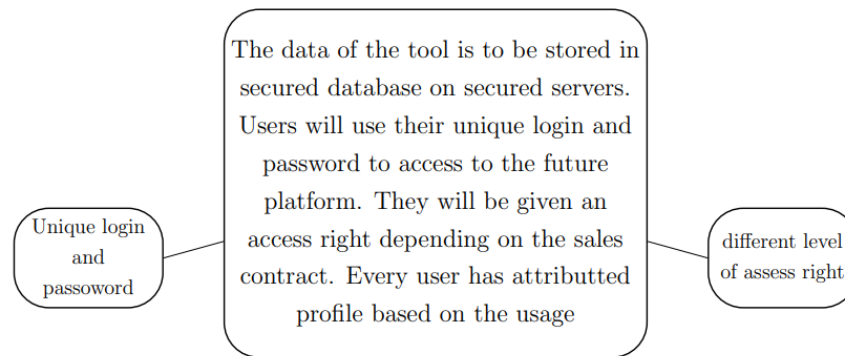 The data of the tool is to be stored in
secured database on secured servers.
Users will use their unique login and
password to access to the future
platform. They will be given an
access right depending on the sales
contract. Every user has attributted
profile based on the usage
Unique login
and
passoword
different level
of assess right